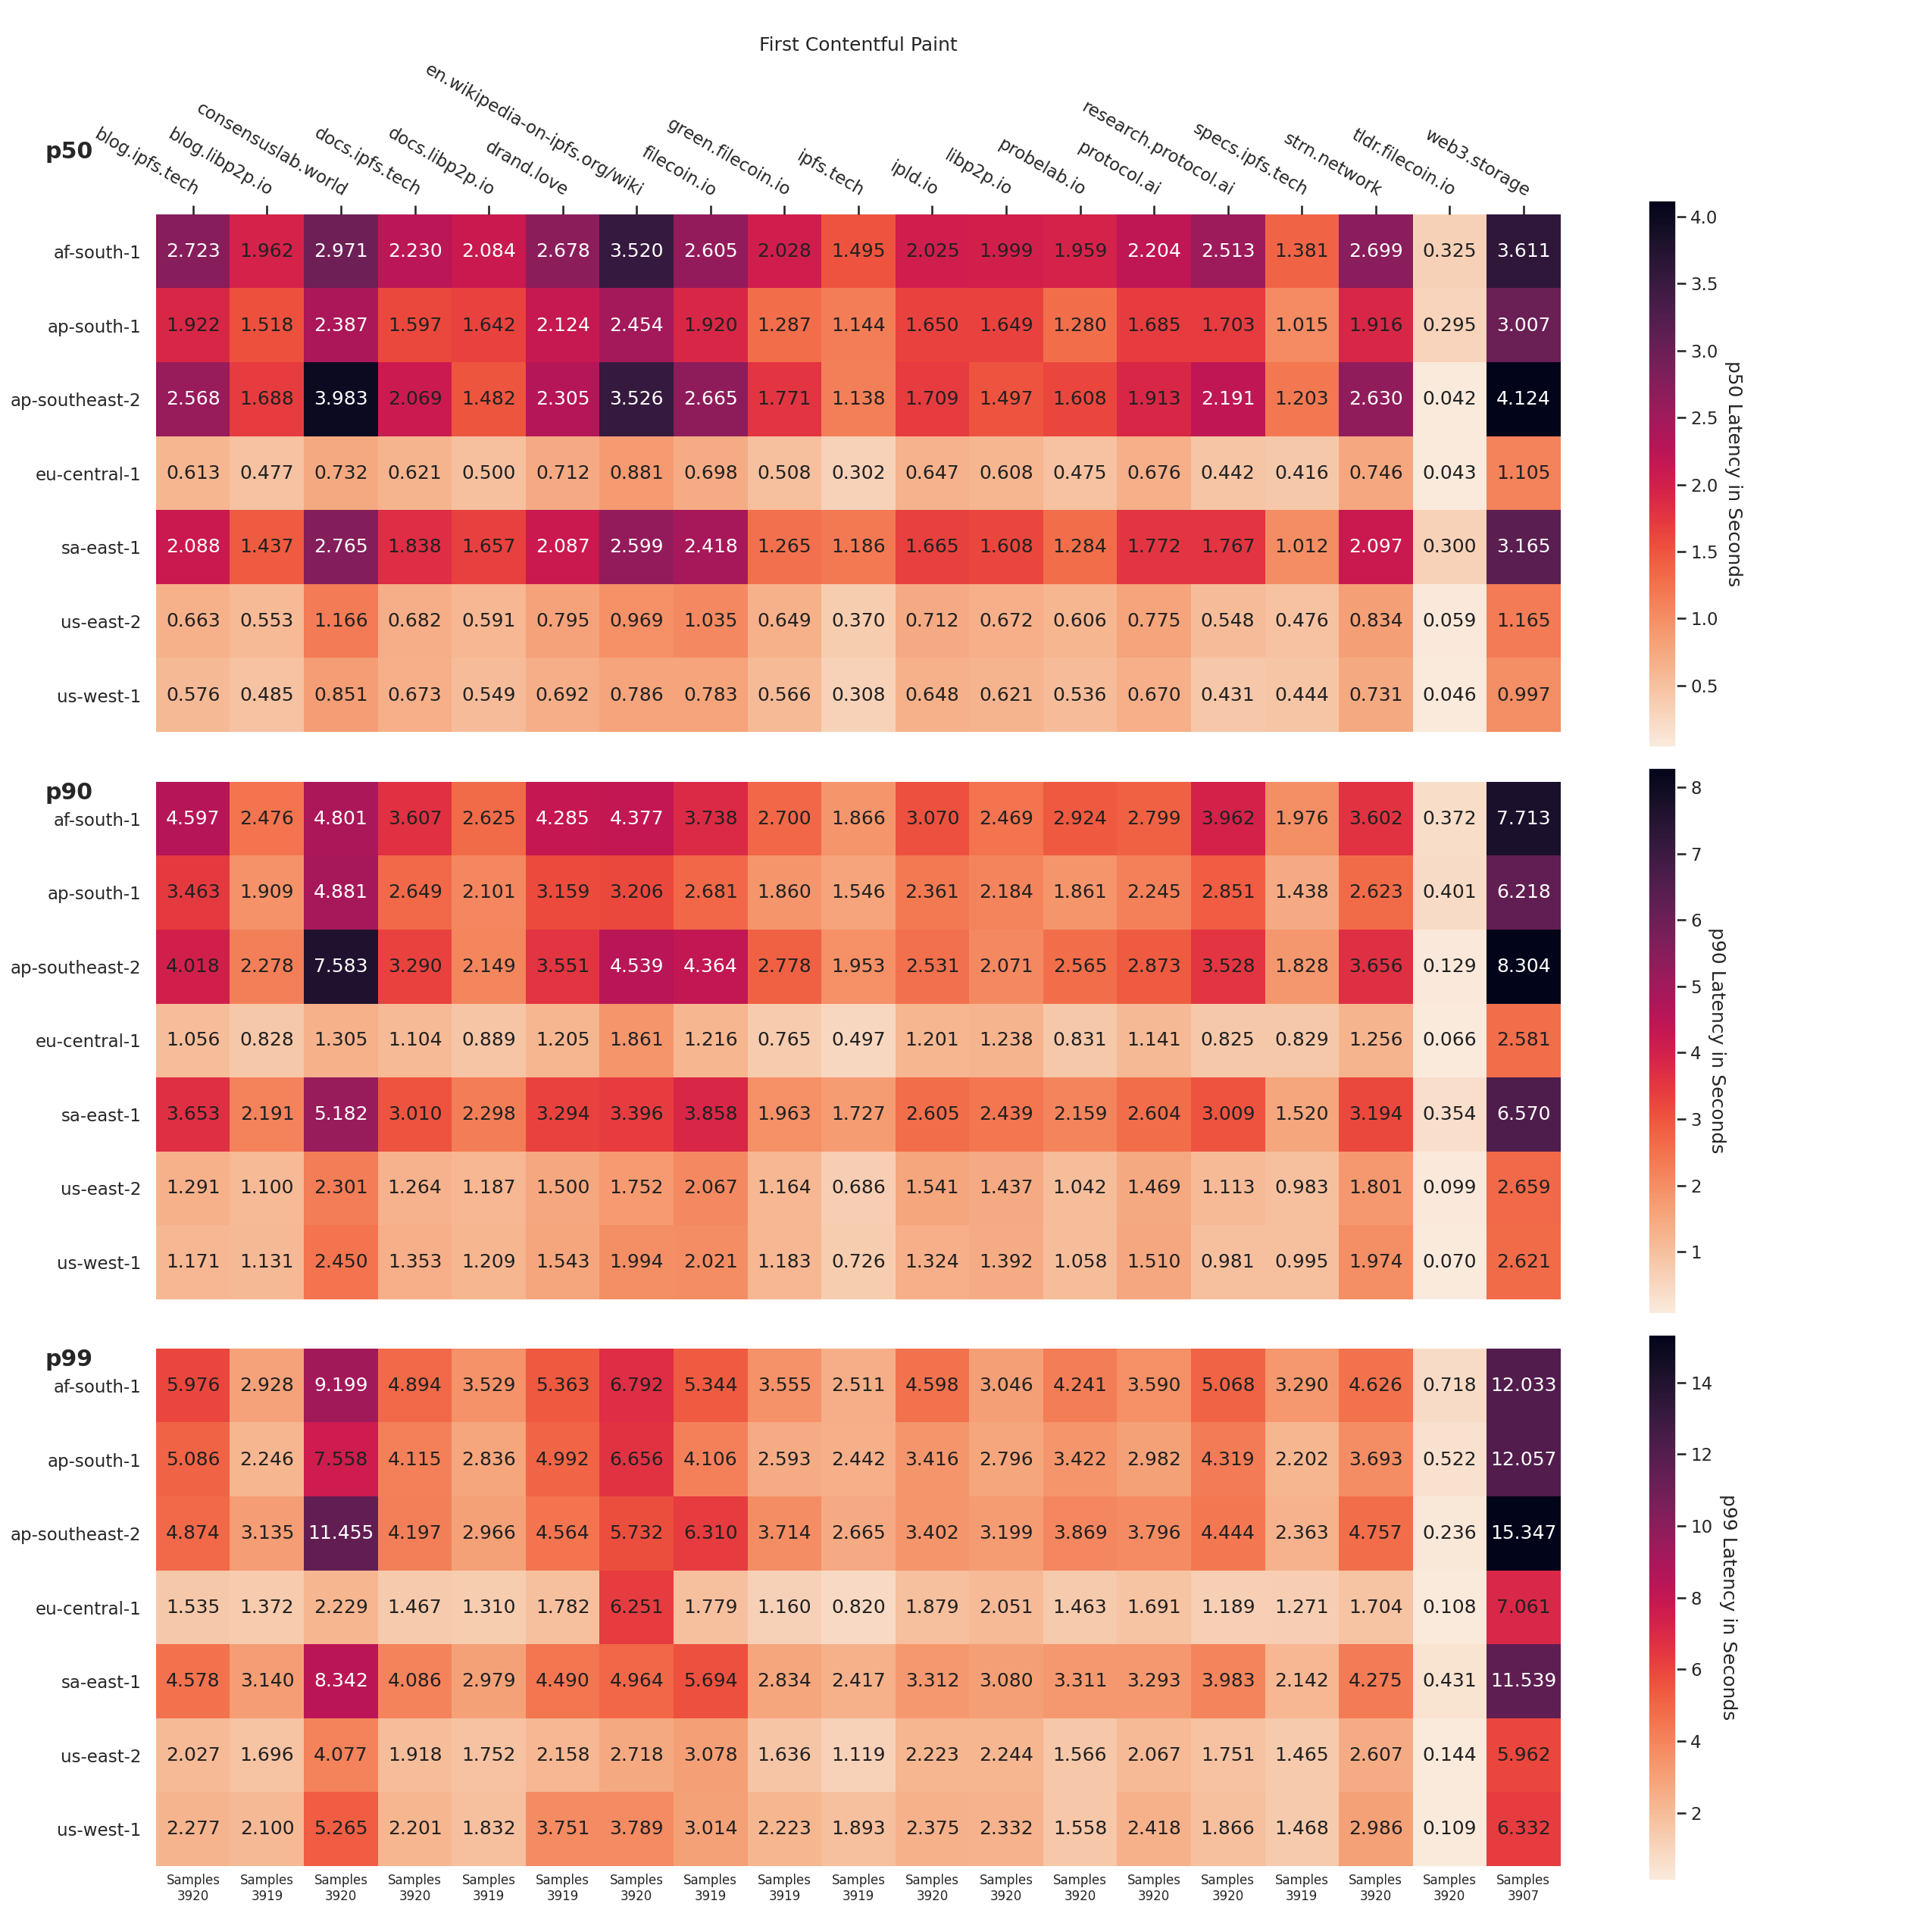 First Contentful Paint
p50
blog.ipfs.tech
blog.libp2p.io
consensuslab.world
docs.ipfs.tech
docs.libp2p.io
drand.love
en.wikipedia-on-ipfs.org/wiki
filecoin.io
green.filecoin.io
ipfs.tech
ipld.io
libp2p.io
probelab.io
protocol.ai
research.protocol.ai
specs.ipfs.tech
strn.network
tldr.filecoin.io
web3.storage
af-south-1 2.723 1.962 2.971 2.230 2.084 2.678 3.520 2.605 2.028 1.495 2.025 1.999 1.959 2.204 2.513 1.381 2.699 0.325 3.611
ap-south-1 1.922 1.518 2.387 1.597 1.642 2.124 2.454 1.920 1.287 1.144 1.650 1.649 1.280 1.685 1.703 1.015 1.916 0.295 3.007
ap-southeast-2 2.568 1.688 3.983 2.069 1.482 2.305 3.526 2.665 1.771 1.138 1.709 1.497 1.608 1.913 2.191 1.203 2.630 0.042 4.124
eu-central-1 0.613 0.477 0.732 0.621 0.500 0.712 0.881 0.698 0.508 0.302 0.647 0.608 0.475 0.676 0.442 0.416 0.746 0.043 1.105
sa-east-1 2.088 1.437 2.765 1.838 1.657 2.087 2.599 2.418 1.265 1.186 1.665 1.608 1.284 1.772 1.767 1.012 2.097 0.300 3.165
us-east-2 0.663 0.553 1.166 0.682 0.591 0.795 0.969 1.035 0.649 0.370 0.712 0.672 0.606 0.775 0.548 0.476 0.834 0.059 1.165
us-west-1 0.576 0.485 0.851 0.673 0.549 0.692 0.786 0.783 0.566 0.308 0.648 0.621 0.536 0.670 0.431 0.444 0.731 0.046 0.997
4.0
3.5
3.0
2.5
2.0
1.5
1.0
0.5
p50 Latency in Seconds
p90
af-south-1 4.597 2.476 4.801 3.607 2.625 4.285 4.377 3.738 2.700 1.866 3.070 2.469 2.924 2.799 3.962 1.976 3.602 0.372 7.713
ap-south-1 3.463 1.909 4.881 2.649 2.101 3.159 3.206 2.681 1.860 1.546 2.361 2.184 1.861 2.245 2.851 1.438 2.623 0.401 6.218
ap-southeast-2 4.018 2.278 7.583 3.290 2.149 3.551 4.539 4.364 2.778 1.953 2.531 2.071 2.565 2.873 3.528 1.828 3.656 0.129 8.304
eu-central-1 1.056 0.828 1.305 1.104 0.889 1.205 1.861 1.216 0.765 0.497 1.201 1.238 0.831 1.141 0.825 0.829 1.256 0.066 2.581
sa-east-1 3.653 2.191 5.182 3.010 2.298 3.294 3.396 3.858 1.963 1.727 2.605 2.439 2.159 2.604 3.009 1.520 3.194 0.354 6.570
us-east-2 1.291 1.100 2.301 1.264 1.187 1.500 1.752 2.067 1.164 0.686 1.541 1.437 1.042 1.469 1.113 0.983 1.801 0.099 2.659
us-west-1 1.171 1.131 2.450 1.353 1.209 1.543 1.994 2.021 1.183 0.726 1.324 1.392 1.058 1.510 0.981 0.995 1.974 0.070 2.621
8
7
6
5
4
3
2
1
p90 Latency in Seconds
p99
af-south-1 5.976 2.928 9.199 4.894 3.529 5.363 6.792 5.344 3.555 2.511 4.598 3.046 4.241 3.590 5.068 3.290 4.626 0.718 12.033
ap-south-1 5.086 2.246 7.558 4.115 2.836 4.992 6.656 4.106 2.593 2.442 3.416 2.796 3.422 2.982 4.319 2.202 3.693 0.522 12.057
ap-southeast-2 4.874 3.135 11.455 4.197 2.966 4.564 5.732 6.310 3.714 2.665 3.402 3.199 3.869 3.796 4.444 2.363 4.757 0.236 15.347
eu-central-1 1.535 1.372 2.229 1.467 1.310 1.782 6.251 1.779 1.160 0.820 1.879 2.051 1.463 1.691 1.189 1.271 1.704 0.108 7.061
sa-east-1 4.578 3.140 8.342 4.086 2.979 4.490 4.964 5.694 2.834 2.417 3.312 3.080 3.311 3.293 3.983 2.142 4.275 0.431 11.539
us-east-2 2.027 1.696 4.077 1.918 1.752 2.158 2.718 3.078 1.636 1.119 2.223 2.244 1.566 2.067 1.751 1.465 2.607 0.144 5.962
us-west-1 2.277 2.100 5.265 2.201 1.832 3.751 3.789 3.014 2.223 1.893 2.375 2.332 1.558 2.418 1.866 1.468 2.986 0.109 6.332
14
12
10
8
6
4
2
p99 Latency in Seconds
Samples Samples Samples Samples Samples Samples Samples Samples Samples Samples Samples Samples Samples Samples Samples Samples Samples Samples Samples
3920 3919 3920 3920 3919 3919 3920 3919 3919 3919 3920 3920 3920 3920 3920 3919 3920 3920 3907